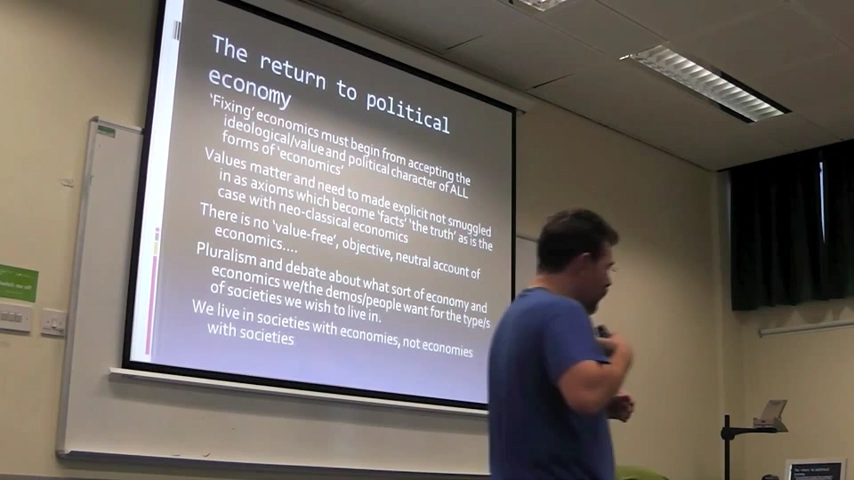 The return to political
economy
'Fixing' economics must begin from accepting the
ideological/value and political character of ALL
forms of 'economics'
Values matter and need to made explicit not smuggled
in as axioms which become 'facts' 'the truth' as is the
case with neo-classical economics
There is no 'value-free', objective, neutral account of
economics....
Pluralism and debate about what sort of economy and
economics we/the demos/people want for the type/s
of societies we wish to live in.
We live in societies with economies, not economies
with societies
The return to political